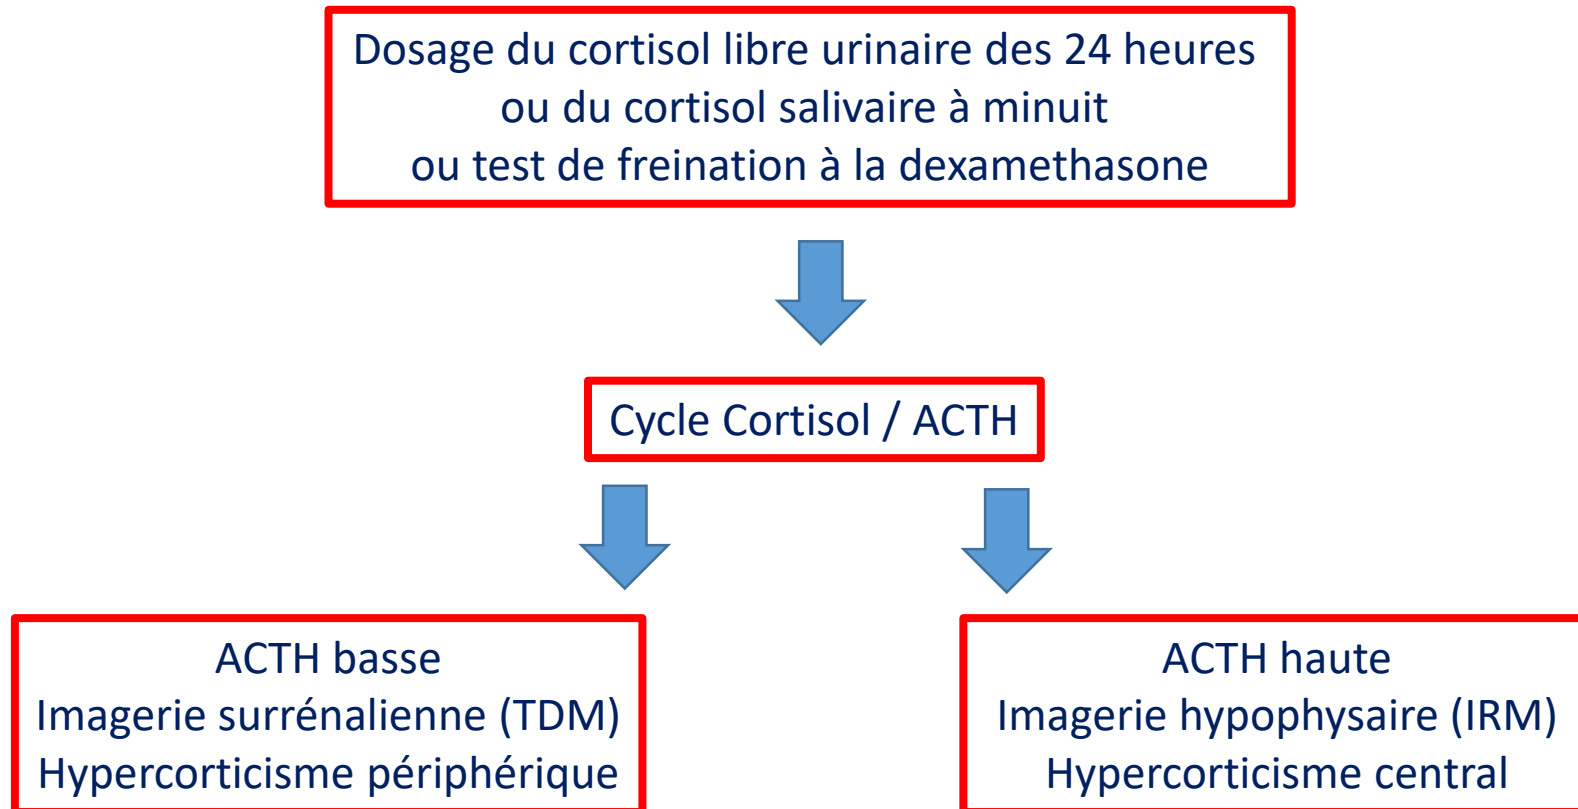 Dosage du cortisol libre urinaire des 24 heures
ou du cortisol salivaire à minuit
ou test de freination à la dexamethasone
Cycle Cortisol / ACTH
ACTH basse
Imagerie surrénalienne (TDM)
Hypercorticisme périphérique
ACTH haute
Imagerie hypophysaire (IRM)
Hypercorticisme central